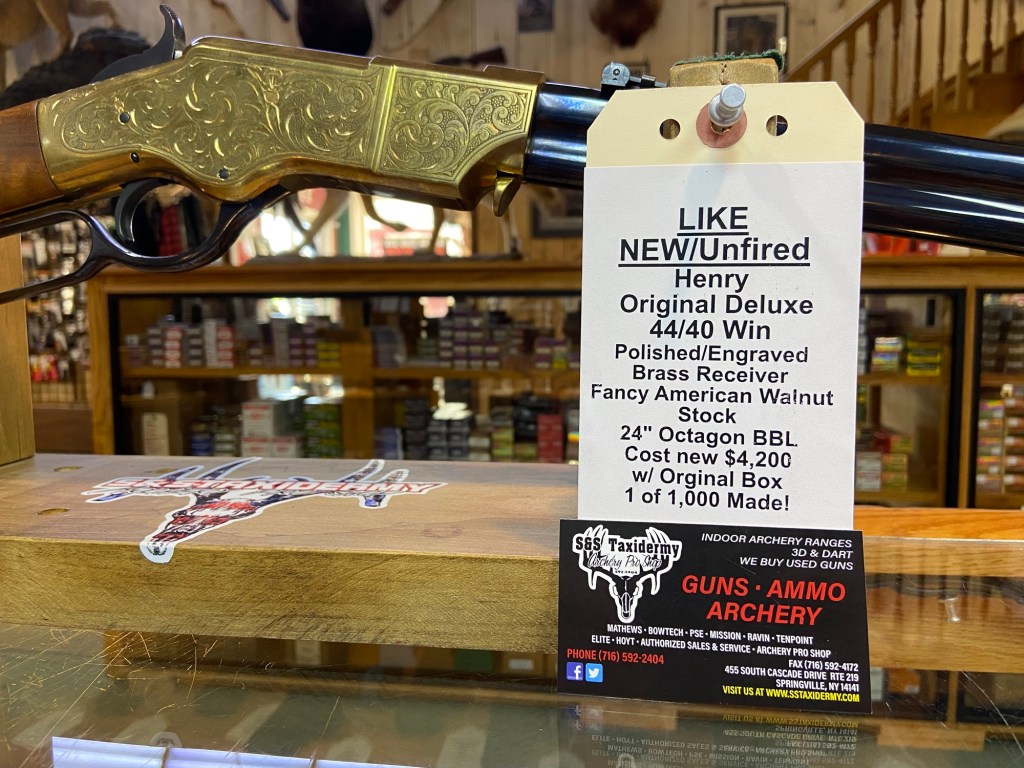 LIKE
NEW/Unfired
Henry
Original Deluxe
44/40 Win
Polished/Engraved
Brass Receiver
Fancy American Walnut
Stock
24" Octagon BBL
Cost new $4,200
w/ Orginal Box
1 of 1,000 Made!
S&S TAXIDERMY
S&S Taxidermy
Archery Pro Shop
592-2404
INDOOR ARCHERY RANGES
3D & DART
WE BUY USED GUNS
GUNS · AMMO
ARCHERY
MATHEWS · BOWTECH · PSE · MISSION · RAVIN · TENPOINT
ELITE · HOYT · AUTHORIZED SALES & SERVICE · ARCHERY PRO SHOP
PHONE (716) 592-2404
FAX (716) 592-4172
455 SOUTH CASCADE DRIVE RTE 219
SPRINGVILLE, NY 14141
VISIT US AT WWW.SSTAXIDERMY.COM